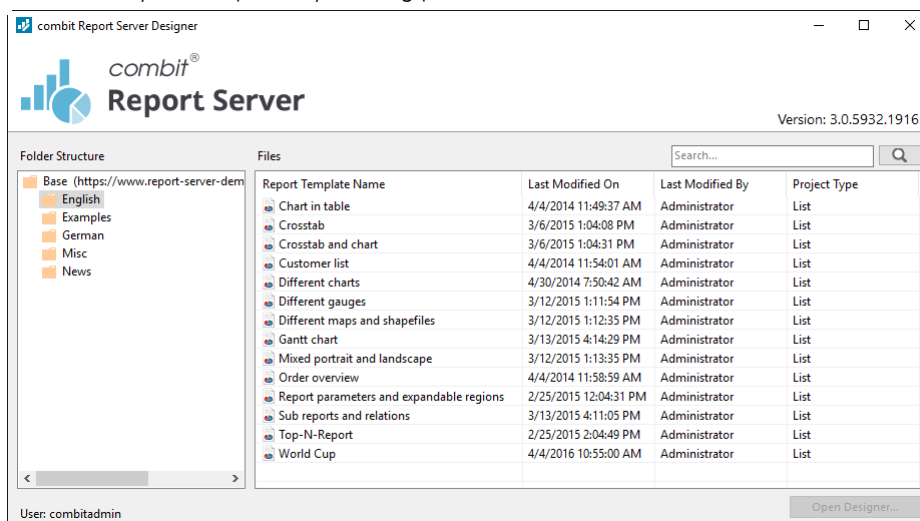 combit Report Server Designer
combit®
Report Server
Version: 3.0.5932.1916
Folder Structure
Files
Search...
Base (https://www.report-server-dem
English
Examples
German
Misc
News
Report Template Name Last Modified On Last Modified By Project Type
Chart in table 4/4/2014 11:49:37 AM Administrator List
Crosstab 3/6/2015 1:04:08 PM Administrator List
Crosstab and chart 3/6/2015 1:04:31 PM Administrator List
Customer list 4/4/2014 11:54:01 AM Administrator List
Different charts 4/30/2014 7:50:42 AM Administrator List
Different gauges 3/12/2015 1:11:54 PM Administrator List
Different maps and shapefiles 3/12/2015 1:12:35 PM Administrator List
Gantt chart 3/13/2015 4:14:29 PM Administrator List
Mixed portrait and landscape 3/12/2015 1:13:35 PM Administrator List
Order overview 4/4/2014 11:58:59 AM Administrator List
Report parameters and expandable regions 2/25/2015 12:04:31 PM Administrator List
Sub reports and relations 3/13/2015 4:11:05 PM Administrator List
Top-N-Report 2/25/2015 2:04:49 PM Administrator List
World Cup 4/4/2016 10:55:00 AM Administrator List
User: combitadmin
Open Designer...